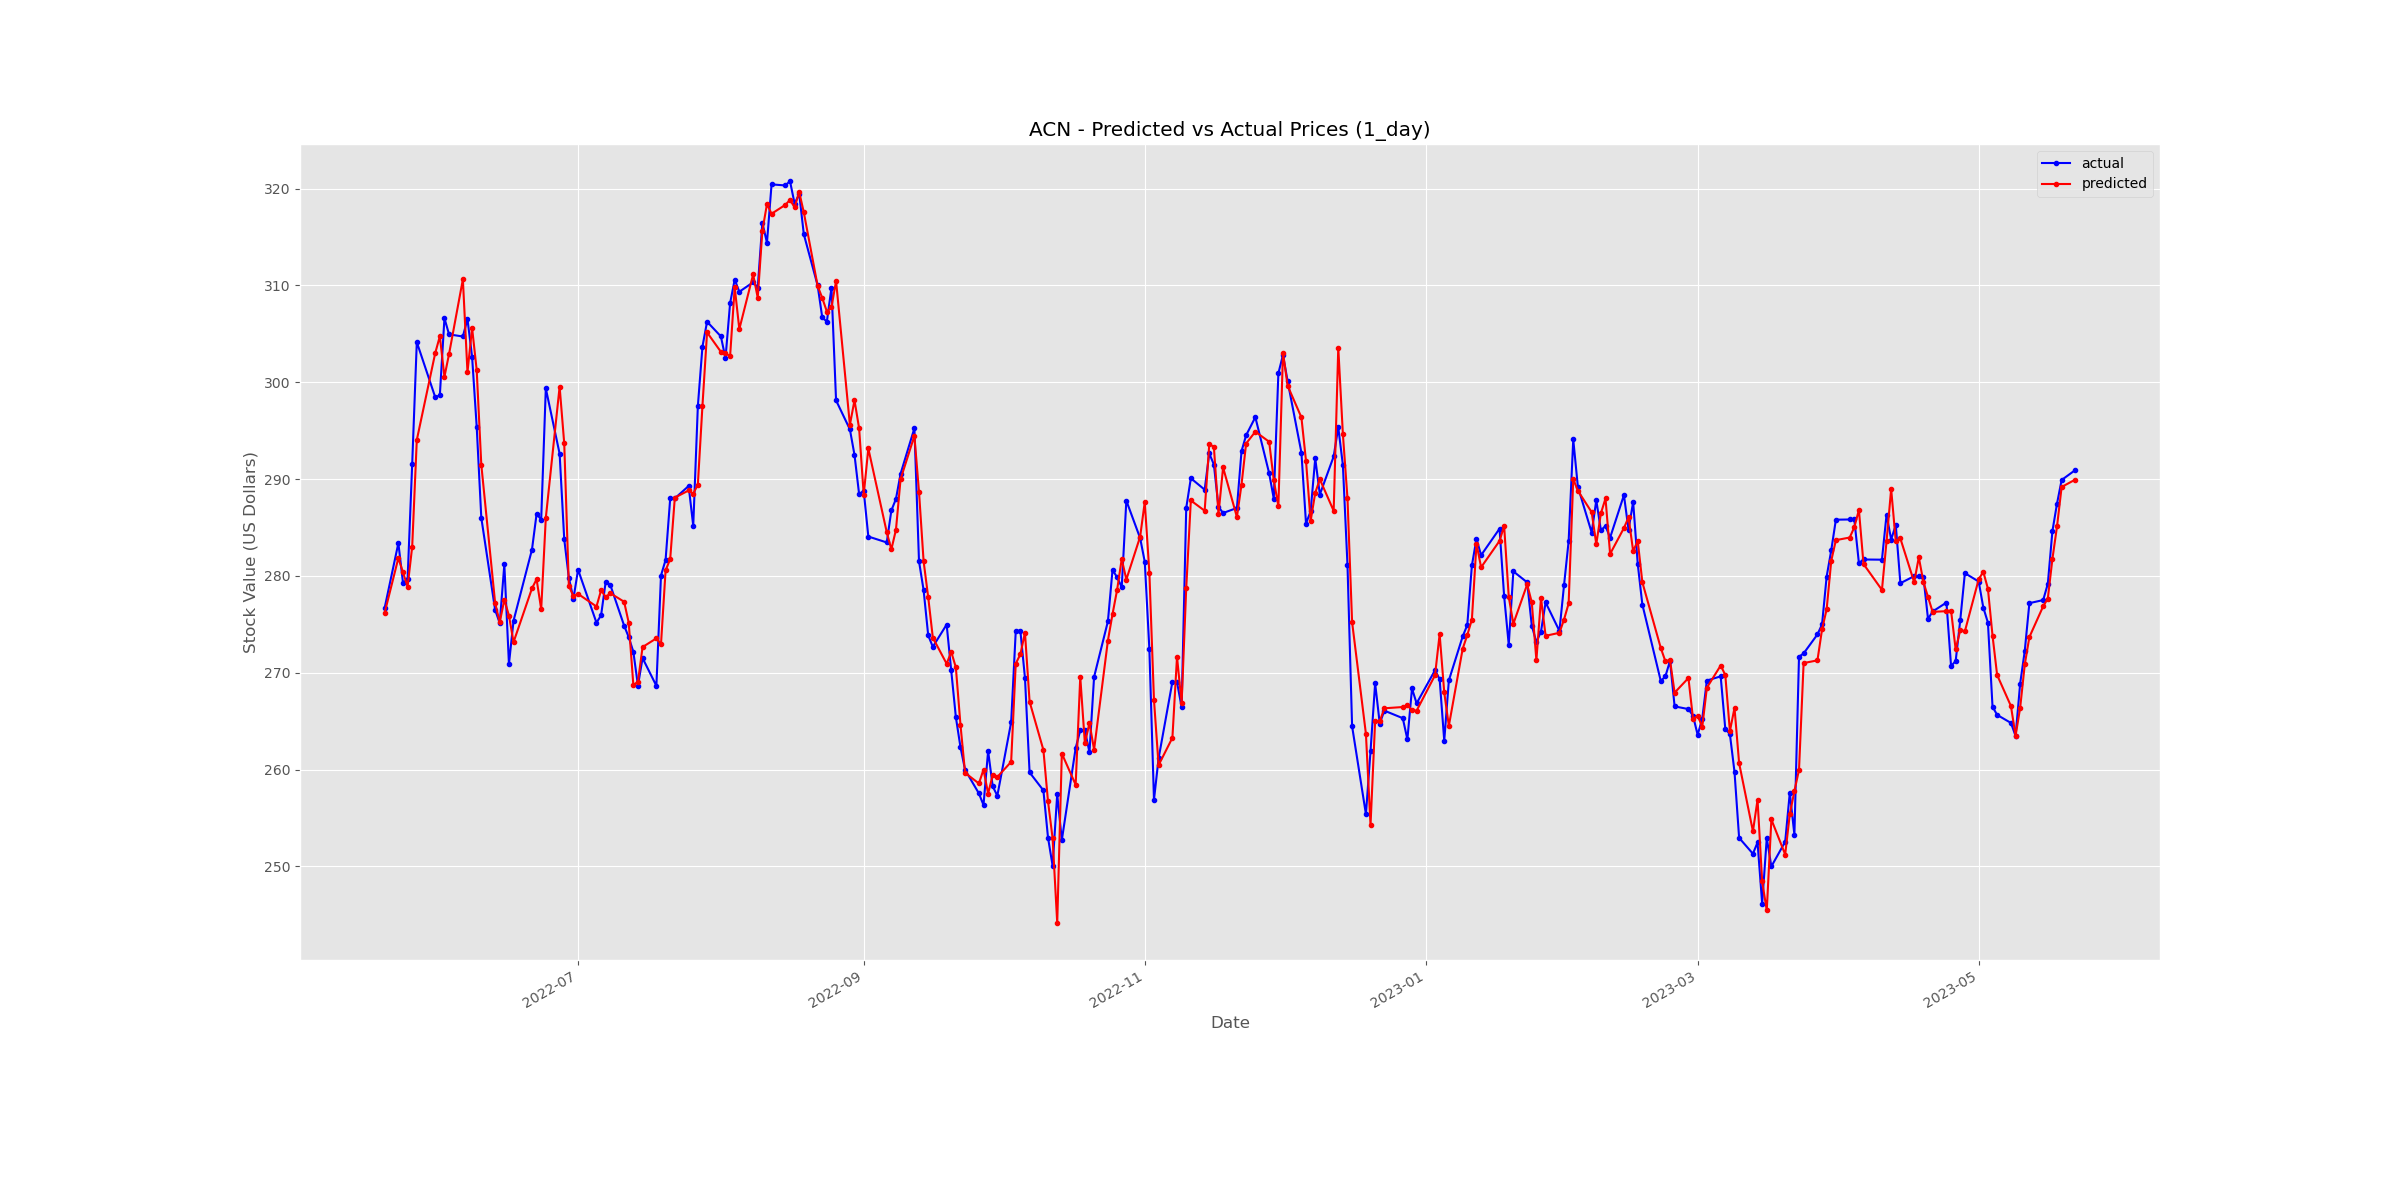 ACN - Predicted vs Actual Prices (1_day)
actual
predicted
Stock Value (US Dollars)
320
310
300
290
280
270
260
250
2022-07
2022-09
2022-11
2023-01
2023-03
2023-05
Date